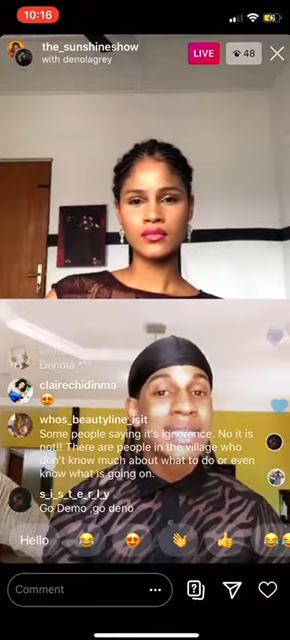 10:16
the_sunshineshow
with denolagrey
LIVE
48
Denola
clairechidinma
😍
whos_beautyline_isit
Some people saying it's ignorance. No it is
not!! There are people in the village who
don't know much about what to do or even
know what is going on.
s_i_s_t_e_r_l_y
Go Demo ,go deno
Hello 😂 😍 👏 👍 😂😂
Comment